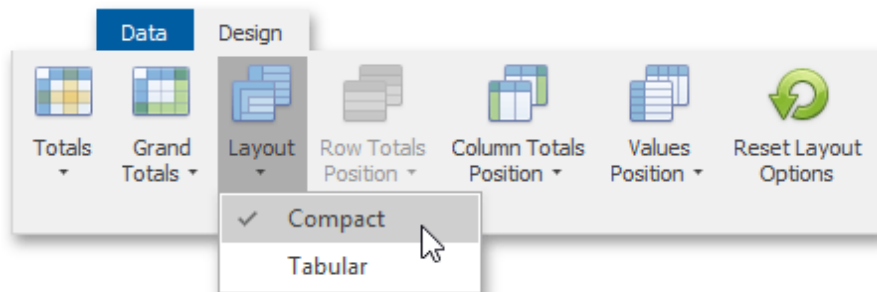 Data Design
Totals Grand Layout Row Totals Column Totals Values Reset Layout
Totals Position Position Position Options
Compact
Tabular